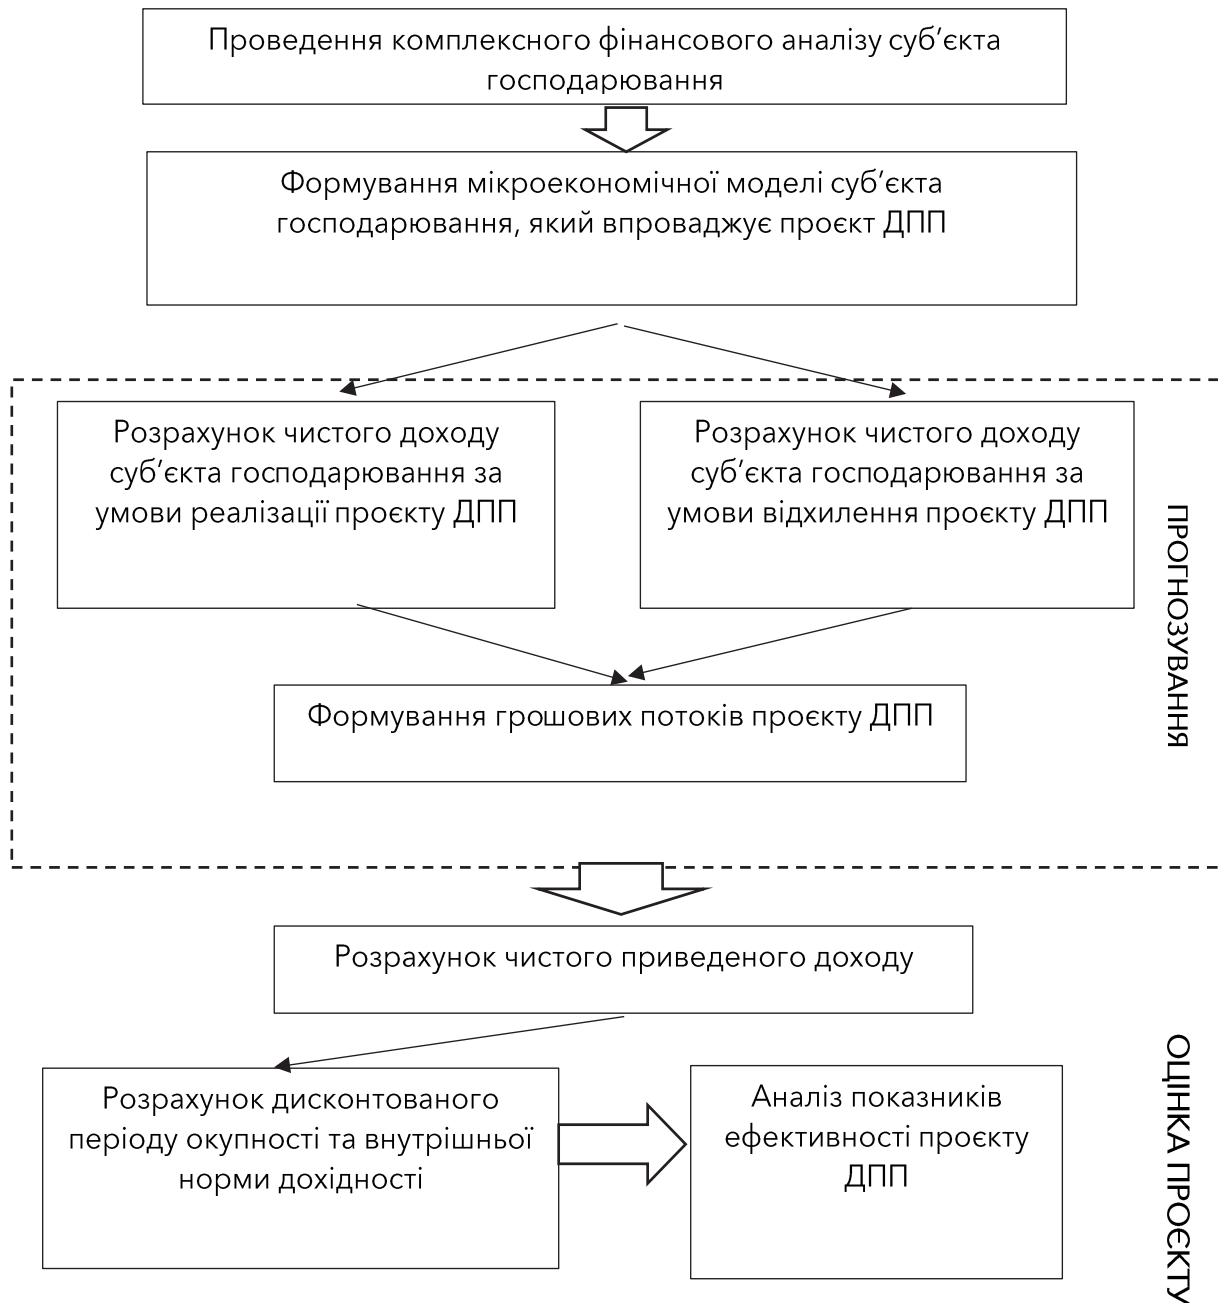 Проведення комплексного фінансового аналізу суб’єкта
господарювання
Формування мікроекономічної моделі суб’єкта
господарювання, який впроваджує проєкт ДПП
Розрахунок чистого доходу
суб’єкта господарювання за
умови реалізації проєкту ДПП
Розрахунок чистого доходу
суб’єкта господарювання за
умови відхилення проєкту ДПП
ПРОГНОЗУВАННЯ
Формування грошових потоків проєкту ДПП
Розрахунок чистого приведеного доходу
Розрахунок дисконтованого
періоду окупності та внутрішньої
норми дохідності
Аналіз показників
ефективності проєкту
ДПП
ОЦІНКА ПРОЄКТУ